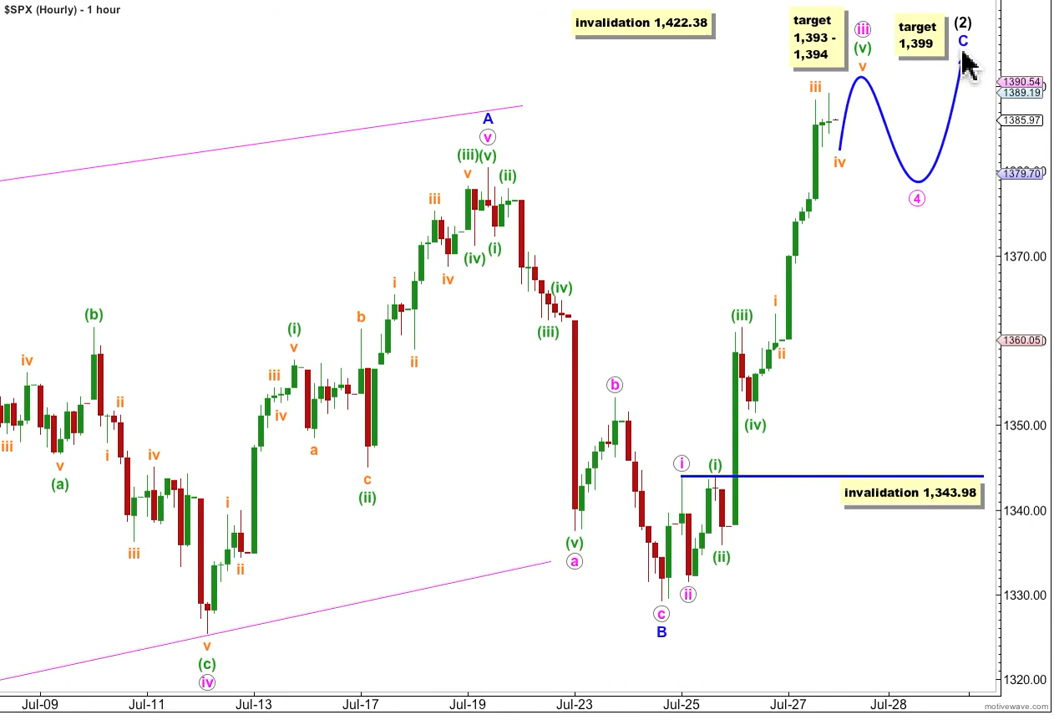 $SPX (Hourly) - 1 hour
invalidation 1,422.38
target
1,393 -
1,394
iii
(v)
v
target
1,399
(2)
C
iii
iv
4
1390.54
1389.19
1385.97
1379.70
1370.00
1360.05
1350.00
1340.00
1330.00
1320.00
A
v
(iii)
(v)
v
(ii)
iii
(iv)
(i)
iv
i
ii
b
(i)
v
iii
iv
a
c
(ii)
(b)
iv
iii
v
(a)
ii
i
iv
iii
i
ii
v
(c)
iv
(iv)
(iii)
(v)
a
b
c
B
i
(i)
ii
(ii)
(iii)
(iv)
i
ii
invalidation 1,343.98
Jul-09
Jul-11
Jul-13
Jul-17
Jul-19
Jul-23
Jul-25
Jul-27
Jul-28
motivewave.com